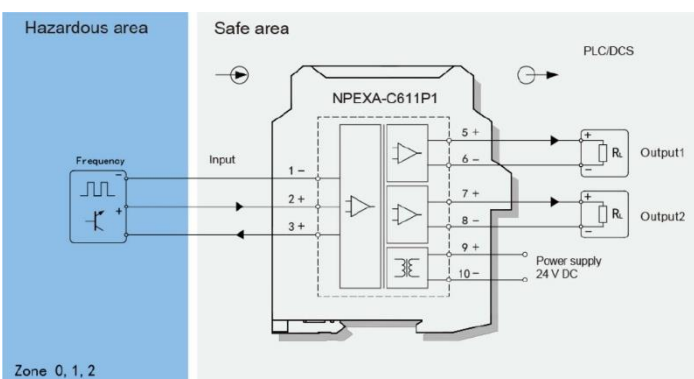 Hazardous area
Safe area
PLC/DCS
NPEXA-C611P1
Frequency
Input
1 −
2 +
3 +
−
+
5 +
6 −
7 +
8 −
9 +
10 −
+
RL
−
Output1
+
RL
−
Output2
Power supply
24 V DC
Zone 0, 1, 2